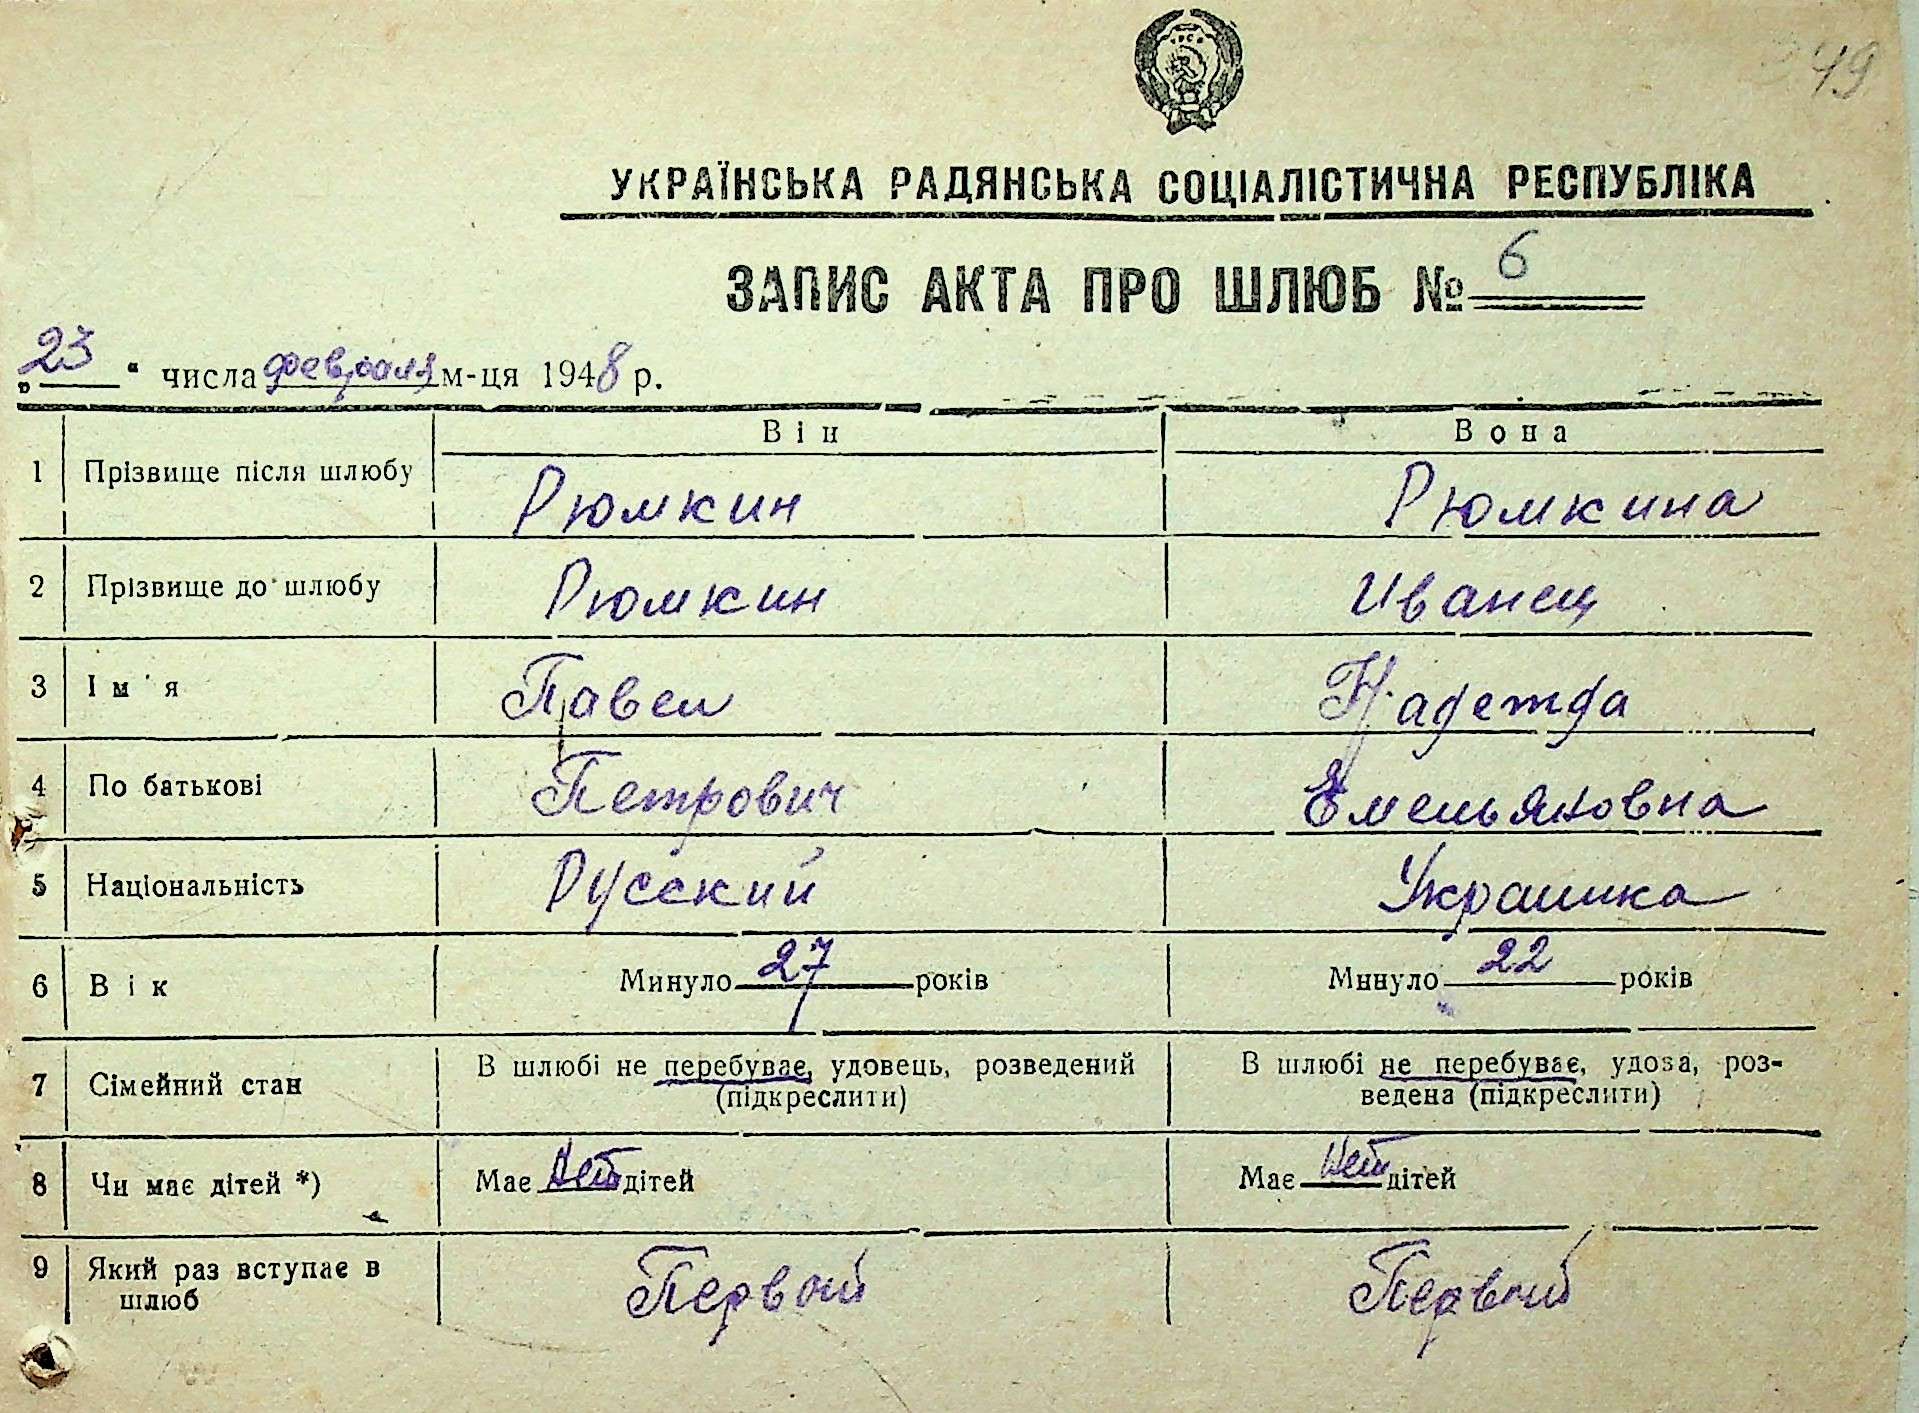 49
УКРАЇНСЬКА РАДЯНСЬКА СОЦІАЛІСТИЧНА РЕСПУБЛІКА
ЗАПИС АКТА ПРО ШЛЮБ № 6
„23“ числа февраля м-ця 1948 р.
Він Вона
1 Прізвище після шлюбу Рюмкин Рюмкина
2 Прізвище до шлюбу Рюмкин Иванец
3 Ім'я Павел Надежда
4 По батькові Петрович Емельяновна
5 Національність Русский Украинка
6 Вік Минуло 27 років Минуло 22 років
7 Сімейний стан В шлюбі не перебуває, удовець, розведений В шлюбі не перебуває, удова, роз-
(підкреслити) ведена (підкреслити)
8 Чи має дітей *) Має нет дітей Має нет дітей
9 Який раз вступає в Первый Первый
шлюб